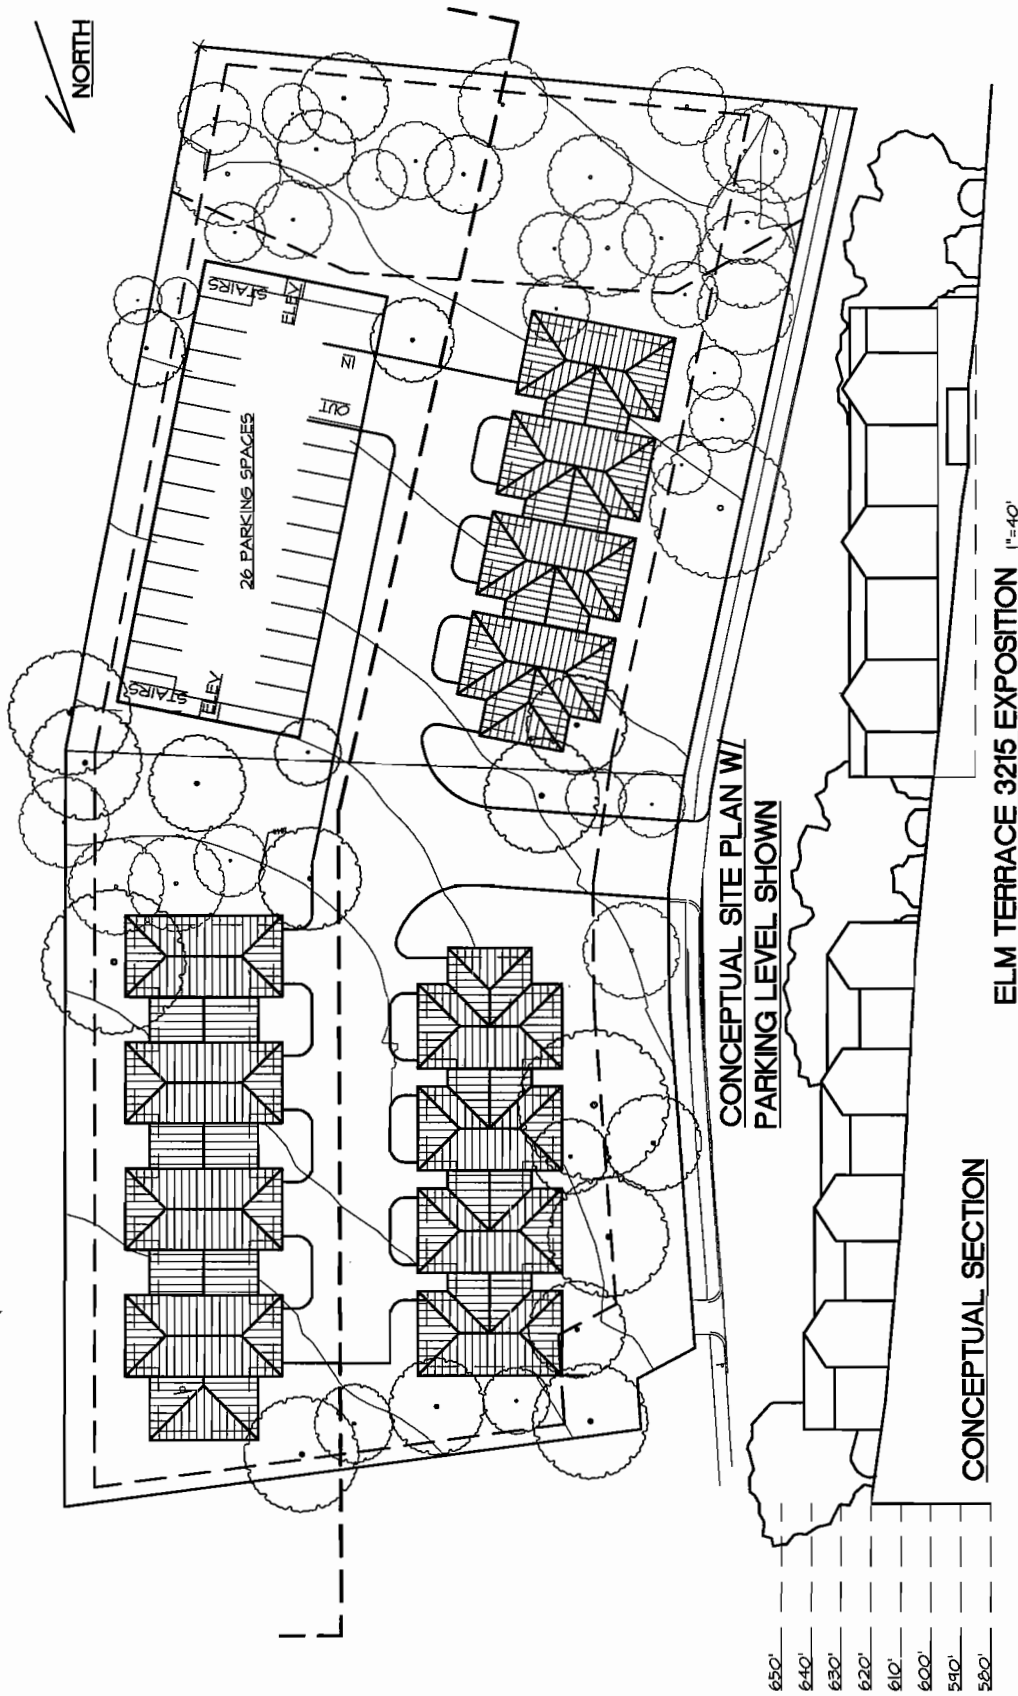 NORTH
STAIRS
ELEV
IN
OUT
26 PARKING SPACES
STAIRS
ELEV
CONCEPTUAL SITE PLAN W/
PARKING LEVEL SHOWN
650'
640'
630'
620'
610'
600'
590'
580'
CONCEPTUAL SECTION
ELM TERRACE 3215 EXPOSITION 1"=40'